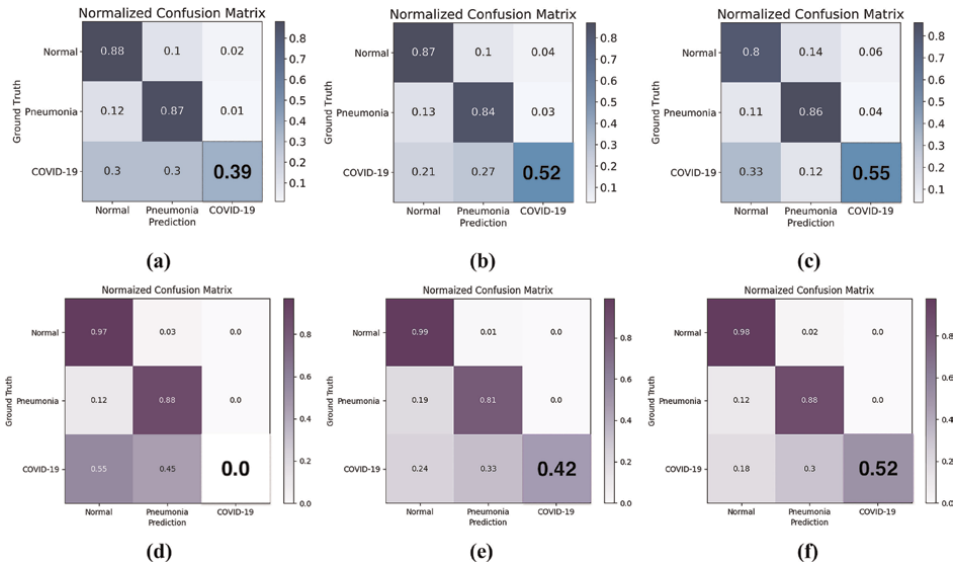 Normalized Confusion Matrix
Normal
Pneumonia
COVID-19
Ground Truth
0.88 0.1 0.02
0.12 0.87 0.01
0.3 0.3 0.39
Normal Pneumonia COVID-19
Prediction
0.8
0.7
0.6
0.5
0.4
0.3
0.2
0.1
(a)
Normalized Confusion Matrix
Normal
Pneumonia
COVID-19
Ground Truth
0.87 0.1 0.04
0.13 0.84 0.03
0.21 0.27 0.52
Normal Pneumonia COVID-19
Prediction
0.8
0.7
0.6
0.5
0.4
0.3
0.2
0.1
(b)
Normalized Confusion Matrix
Normal
Pneumonia
COVID-19
Ground Truth
0.8 0.14 0.06
0.11 0.86 0.04
0.33 0.12 0.55
Normal Pneumonia COVID-19
Prediction
0.8
0.7
0.6
0.5
0.4
0.3
0.2
0.1
(c)
Normaized Confusion Matrix
Normal
Pneumonia
COVID-19
Ground Truth
0.97 0.03 0.0
0.12 0.88 0.0
0.55 0.45 0.0
Normal Pneumonia COVID-19
Prediction
0.8
0.6
0.4
0.2
0.0
(d)
Normaized Confusion Matrix
Normal
Pneumonia
COVID-19
Ground Truth
0.99 0.01 0.0
0.19 0.81 0.0
0.24 0.33 0.42
Normal Pneumonia COVID-19
Prediction
0.8
0.6
0.4
0.2
0.0
(e)
Normaized Confusion Matrix
Normal
Pneumonia
COVID-19
Ground Truth
0.98 0.02 0.0
0.12 0.88 0.0
0.18 0.3 0.52
Normal Pneumonia COVID-19
Prediction
0.8
0.6
0.4
0.2
0.0
(f)